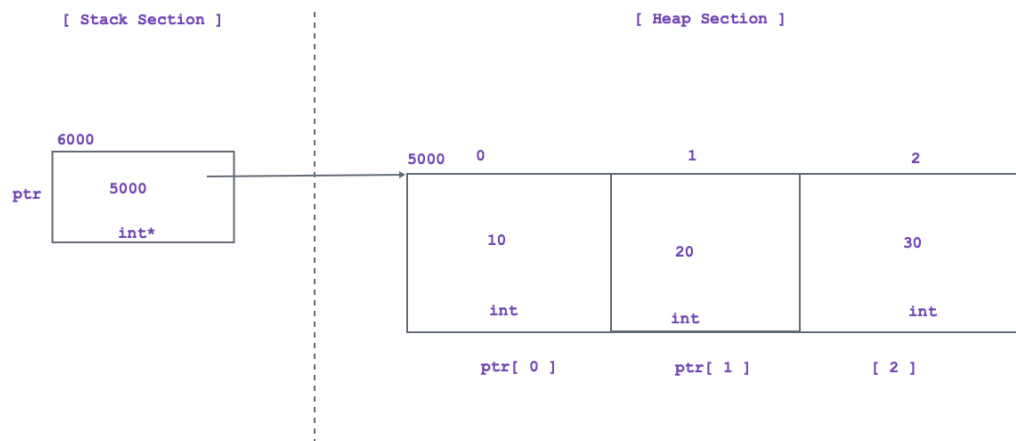 [ Stack Section ]
[ Heap Section ]
6000
ptr
5000
int*
5000 0 1 2
10 20 30
int int int
ptr[ 0 ] ptr[ 1 ] [ 2 ]